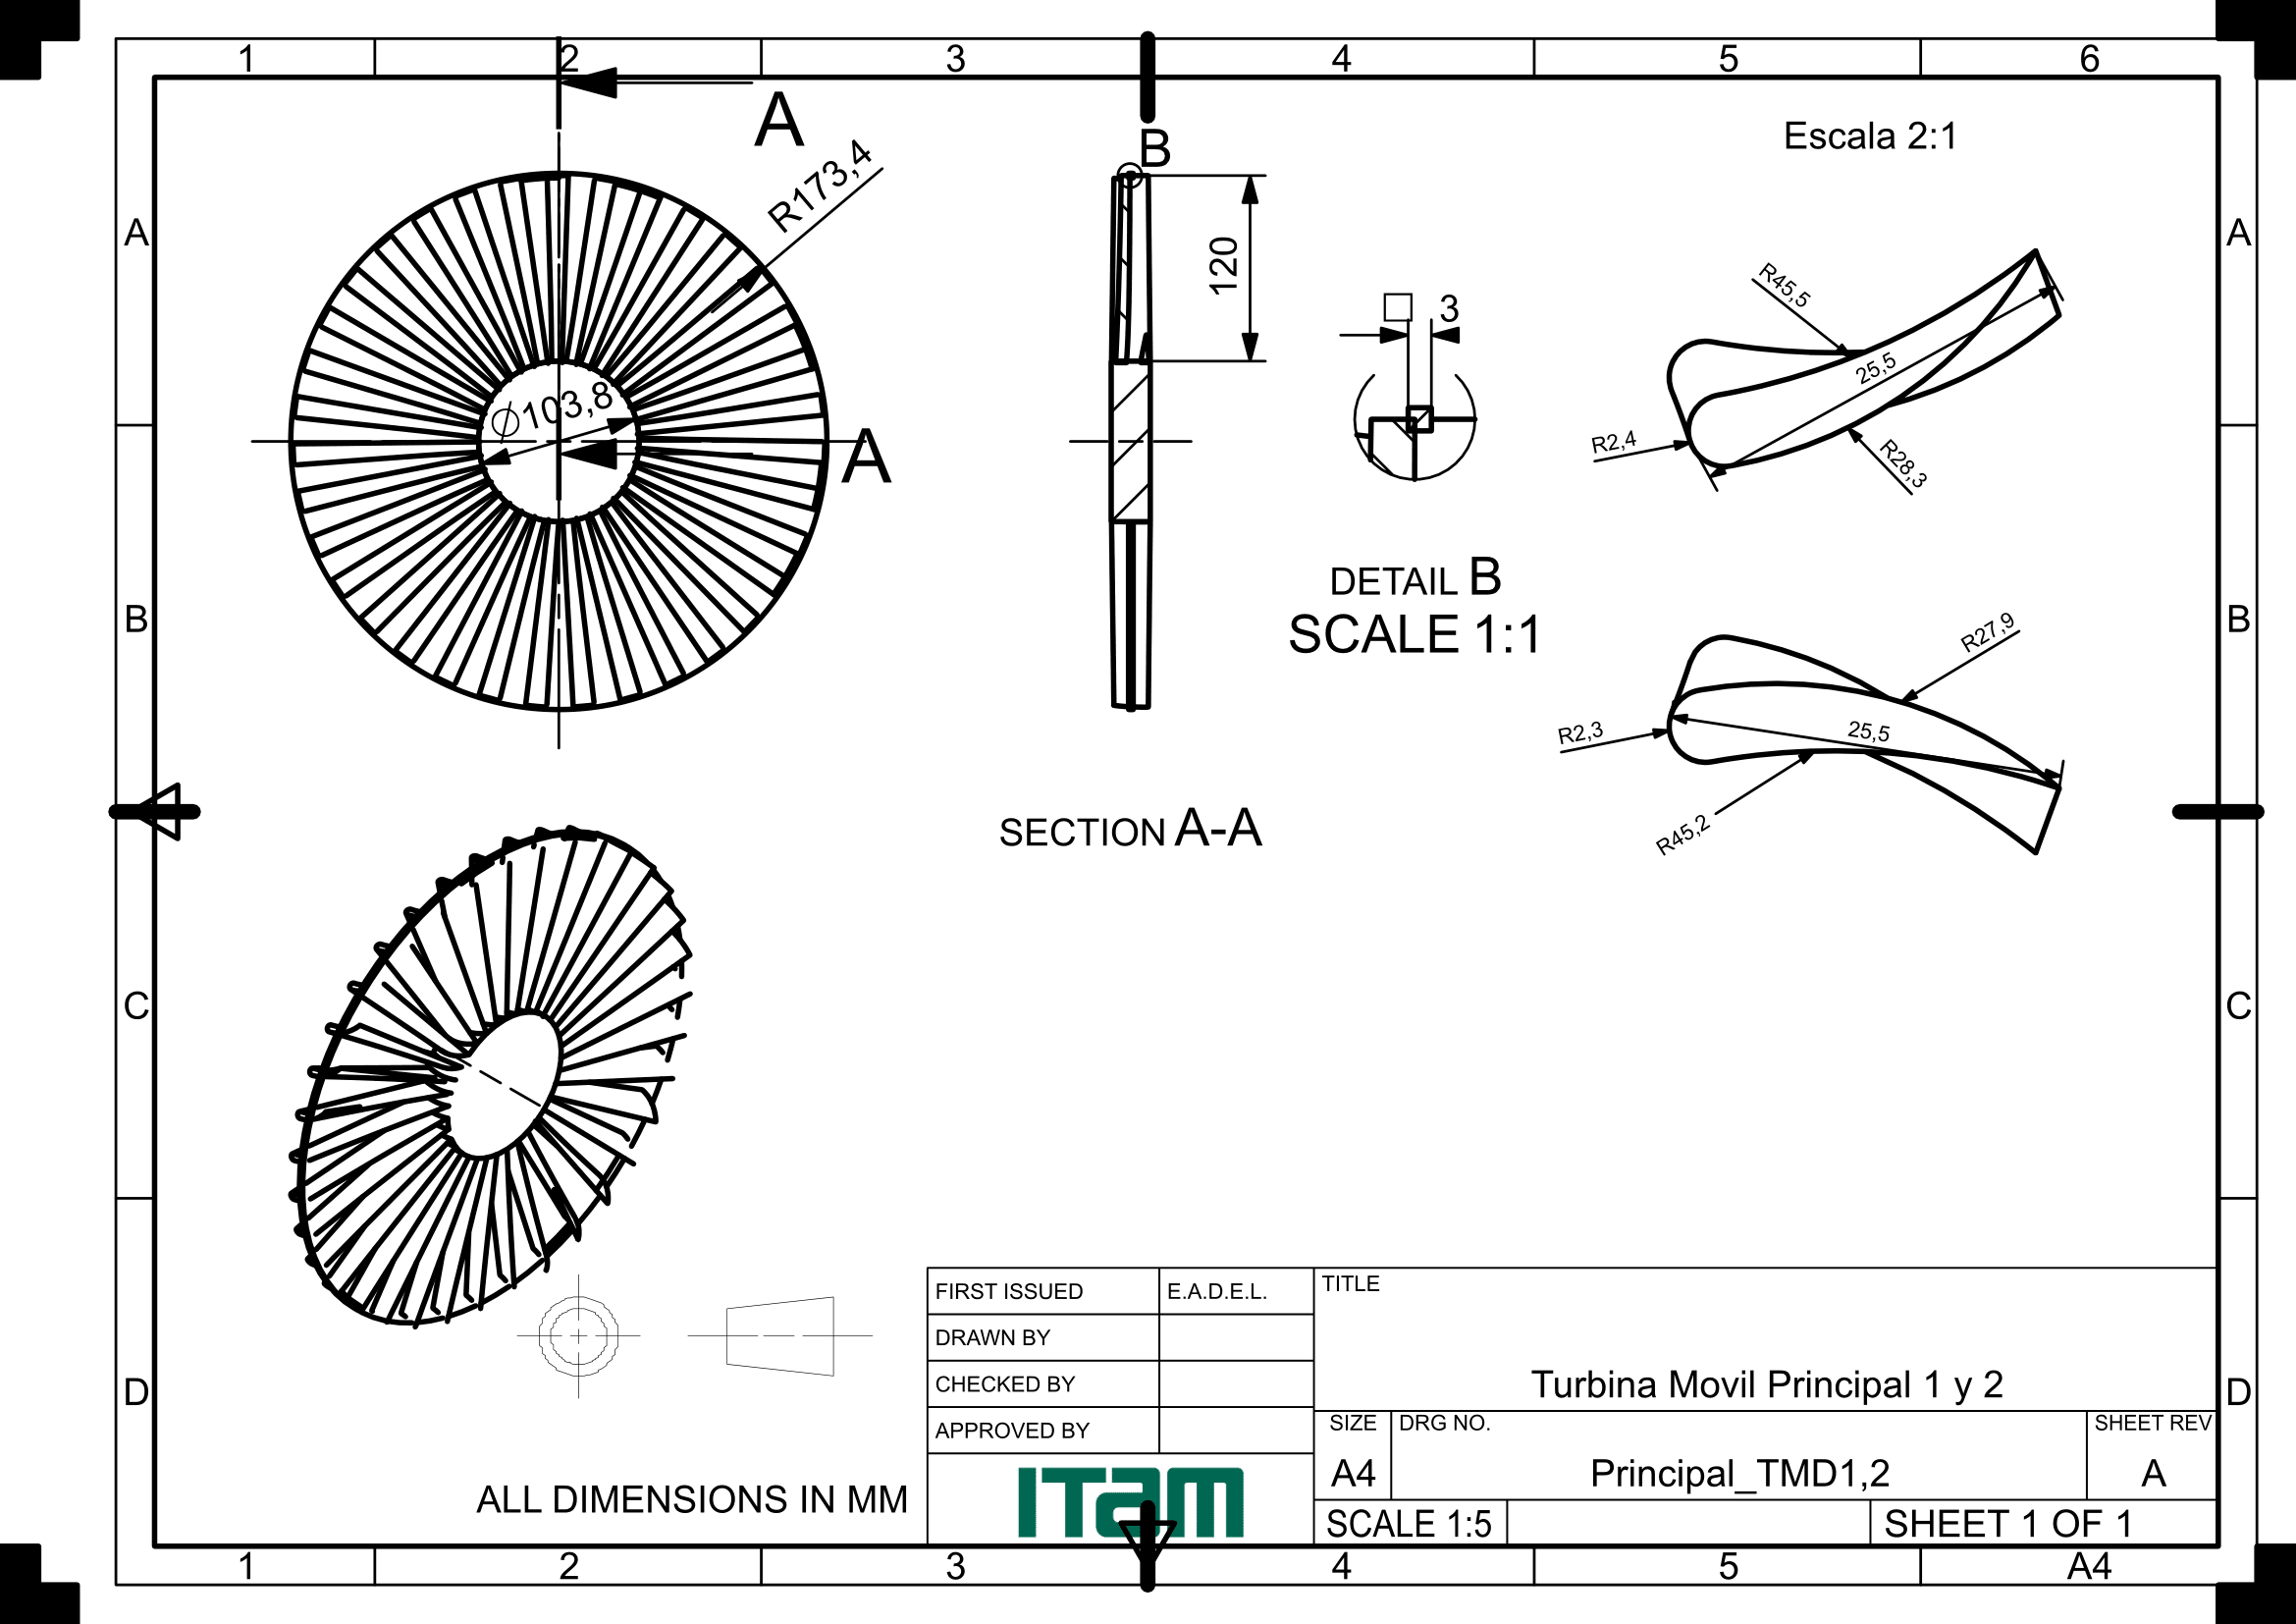 1 2 3 4 5 6
A
A
B
Escala 2:1
R173,4
A
A
120
R45,5
25,5
3
Ø103,8
A
R2,4
R28,3
DETAIL B
SCALE 1:1
B
B
R27,9
R2,3
25,5
R45,2
SECTION A-A
C
C
FIRST ISSUED E.A.D.E.L.
TITLE
DRAWN BY
CHECKED BY
APPROVED BY
Turbina Movil Principal 1 y 2
D
D
SIZE DRG NO. SHEET REV
A4 Principal_TMD1,2 A
ALL DIMENSIONS IN MM
ITAM
SCALE 1:5 SHEET 1 OF 1
1 2 3 4 5 A4